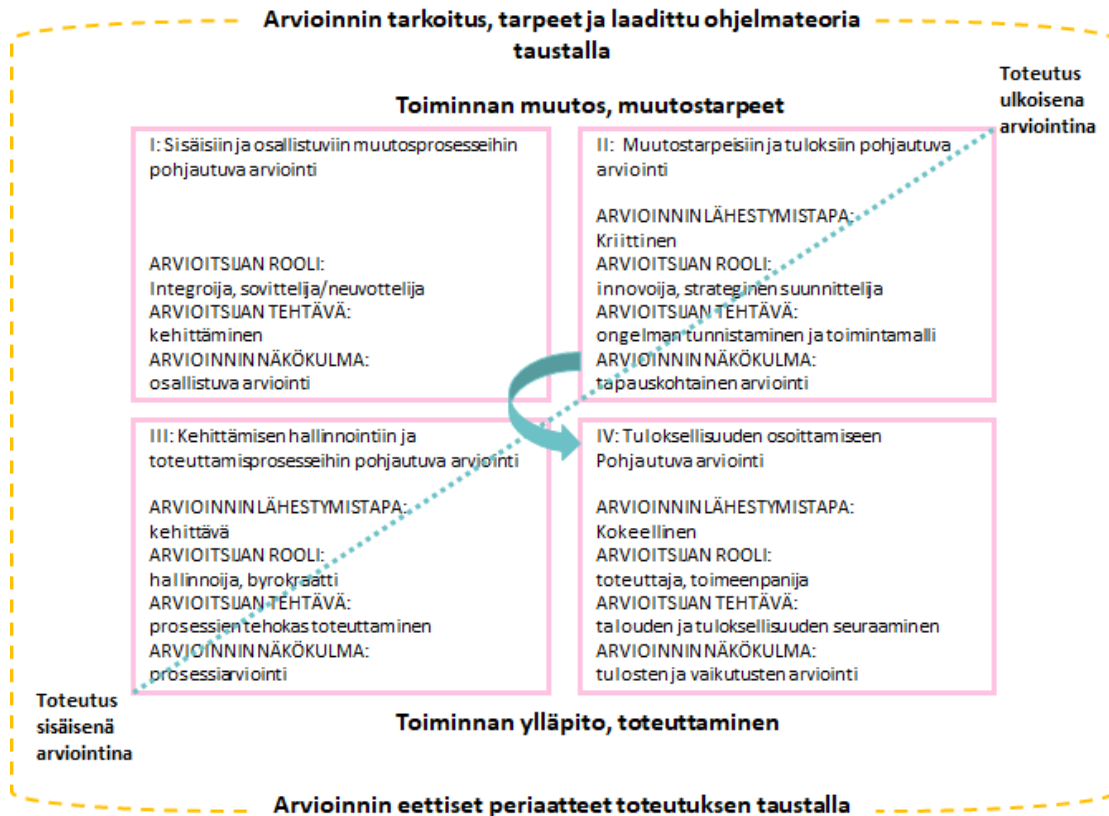 Arvioinnin tarkoitus, tarpeet ja laadittu ohjelmateoria
taustalla
Toteutus
ulkoisena
arviointina
Toiminnan muutos, muutostarpeet
I: Sisäisiin ja osallistuviin muutosprosesseihin
pohjautuva arviointi
ARVIOITSIJAN ROOLI:
Integroija, sovittelija/neuvottelija
ARVIOITSIJAN TEHTÄVÄ:
kehittäminen
ARVIOINNIN NÄKÖKULMA:
osallistuva arviointi
II: Muutostarpeisiin ja tuloksiin pohjautuva
arviointi
ARVIOINNIN LÄHESTYMISTAPA:
Kriittinen
ARVIOITSIJAN ROOLI:
innovoija, strateginen suunnittelija
ARVIOITSIJAN TEHTÄVÄ:
ongelman tunnistaminen ja toimintamalli
ARVIOINNIN NÄKÖKULMA:
tapauskohtainen arviointi
III: Kehittämisen hallinnointiin ja
toteuttamisprosesseihin pohjautuva arviointi
ARVIOINNIN LÄHESTYMISTAPA:
kehittävä
ARVIOITSIJAN ROOLI:
hallinnoija, byrokraatti
ARVIOITSIJAN TEHTÄVÄ:
prosessien tehokas toteuttaminen
ARVIOINNIN NÄKÖKULMA:
prosessiarviointi
IV: Tuloksellisuuden osoittamiseen
Pohjautuva arviointi
ARVIOINNIN LÄHESTYMISTAPA:
Kokeellinen
ARVIOITSIJAN ROOLI:
toteuttaja, toimeenpanija
ARVIOITSIJAN TEHTÄVÄ:
talouden ja tuloksellisuuden seuraaminen
ARVIOINNIN NÄKÖKULMA:
tulosten ja vaikutusten arviointi
Toteutus
sisäisenä
arviointina
Toiminnan ylläpito, toteuttaminen
Arvioinnin eettiset periaatteet toteutuksen taustalla